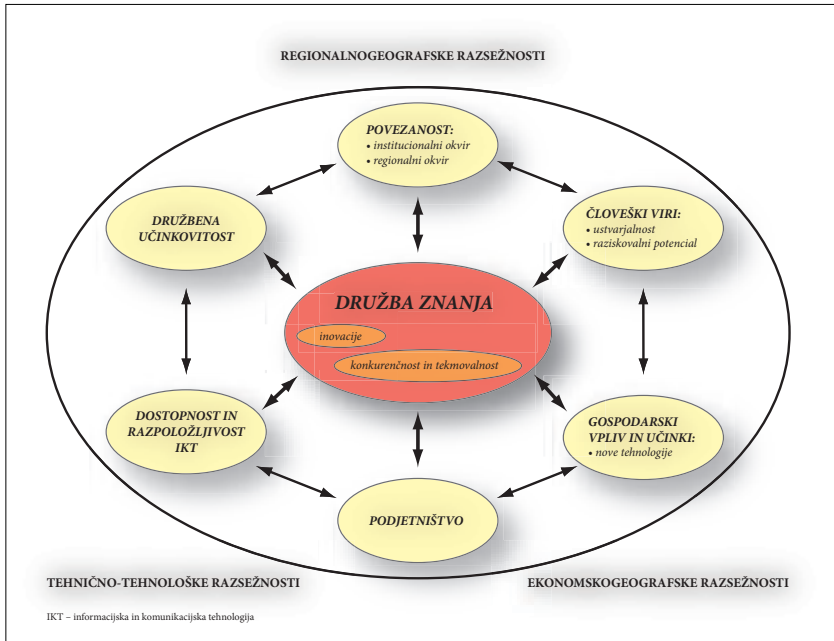 REGIONALNOGEOGRAFSKE RAZSEŽNOSTI
POVEZANOST:
• institucionalni okvir
• regionalni okvir
DRUŽBENA
UČINKOVITOST
ČLOVEŠKI VIRI:
• ustvarjalnost
• raziskovalni potencial
DRUŽBA ZNANJA
inovacije
konkurenčnost in tekmovalnost
DOSTOPNOST IN
RAZPOLOŽLJIVOST
IKT
GOSPODARSKI
VPLIV IN UČINKI:
• nove tehnologije
PODJETNIŠTVO
TEHNIČNO-TEHNOLOŠKE RAZSEŽNOSTI
EKONOMSKOGEOGRAFSKE RAZSEŽNOSTI
IKT – informacijska in komunikacijska tehnologija